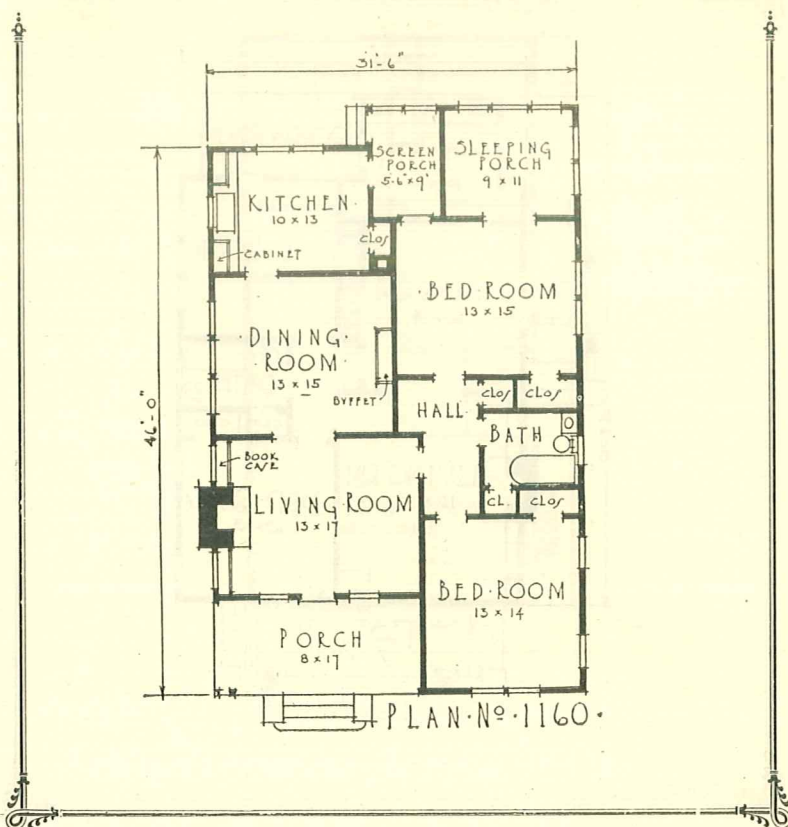 31'-6"
SCREEN
PORCH
5-6"x9'
SLEEPING
PORCH
9 x 11
KITCHEN
10 x 13
CLOS
CABINET
BED·ROOM
13 x 15
·DINING·
ROOM·
13 x 15
BUFFET
46'-0"
CLOS
CLOS
HALL
BATH
BOOK
CASE
LIVING·ROOM
13 x 17
CL.
CLOS
BED·ROOM
13 x 14
PORCH
8 x 17
PLAN·Nº·1160·